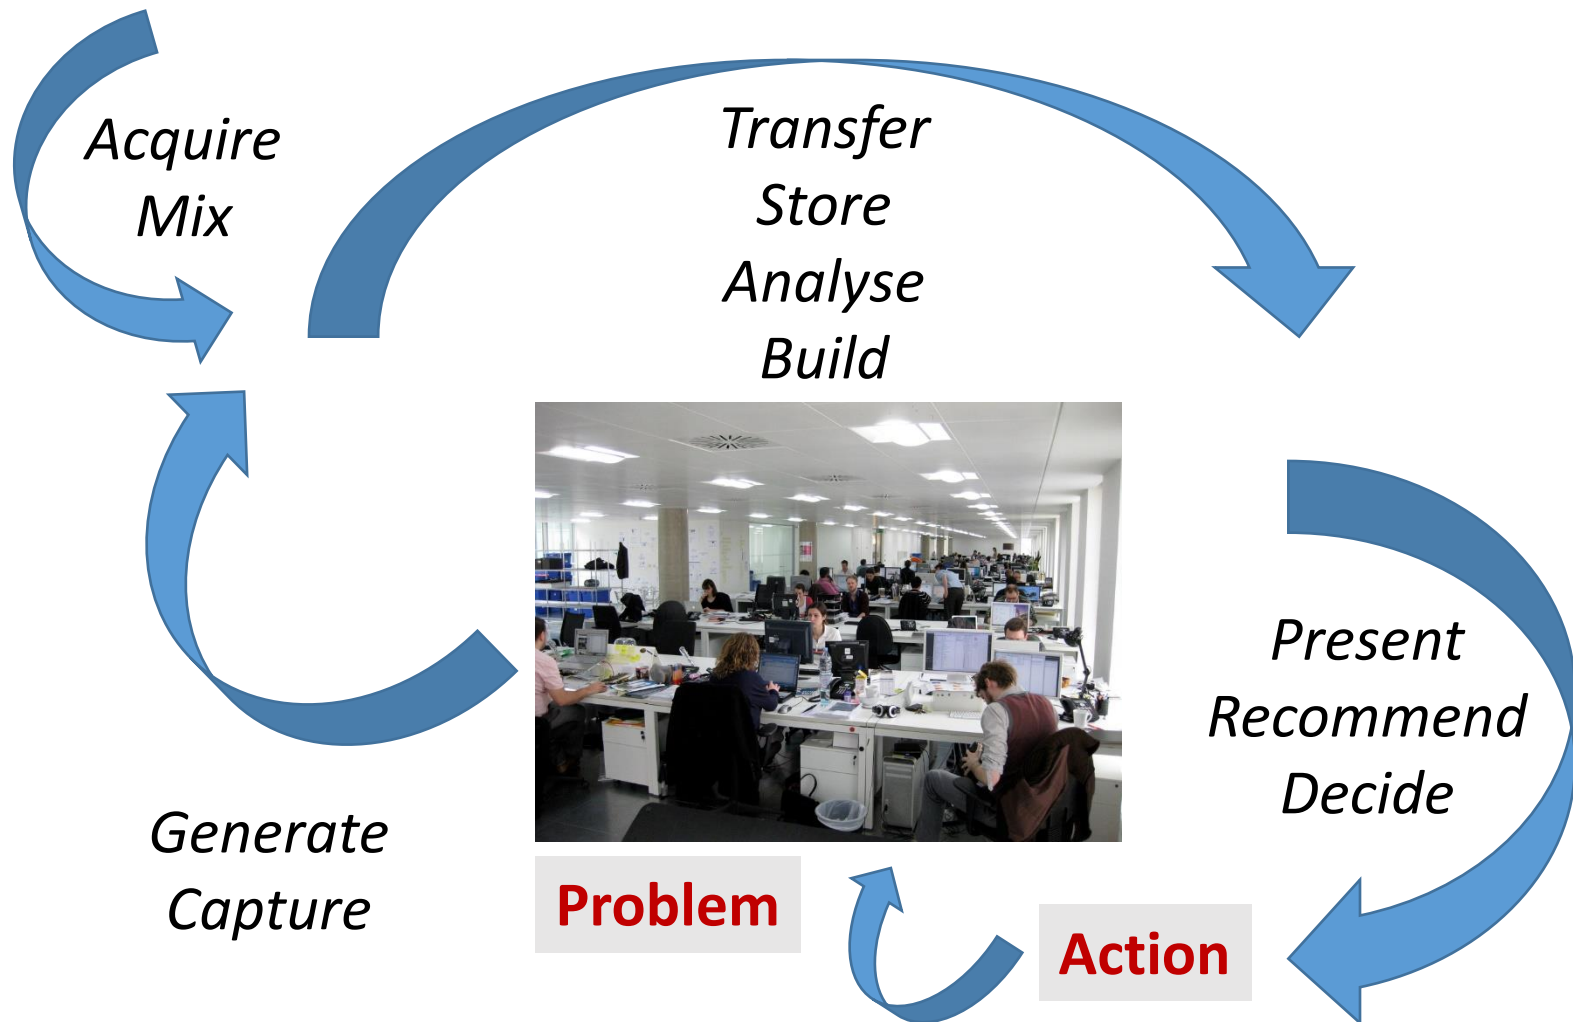 Acquire
Mix
Transfer
Store
Analyse
Build
Present
Recommend
Decide
Generate
Capture
Problem
Action